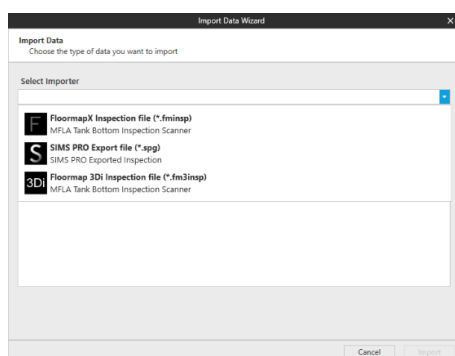 Import Data Wizard
Import Data
Choose the type of data you want to import
Select Importer
F FloormapX Inspection file (*.fminsp)
MFLA Tank Bottom Inspection Scanner
S SIMS PRO Export file (*.spg)
SIMS PRO Exported Inspection
3Di Floormap 3Di Inspection file (*.fm3insp)
MFLA Tank Bottom Inspection Scanner
Cancel Import